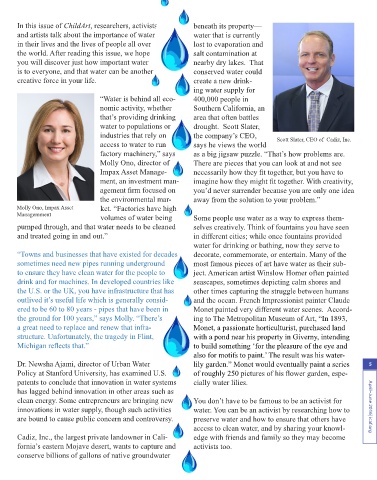 In this issue of ChildArt, researchers, activists
and artists talk about the importance of water
in their lives and the lives of people all over
the world. After reading this issue, we hope
you will discover just how important water
is to everyone, and that water can be another
creative force in your life.
"Water is behind all eco-
nomic activity, whether
that's providing drinking
water to populations or
industries that rely on
access to water to run
factory machinery," says
Molly Ono, director of
Impax Asset Manage-
ment, an investment man-
agement firm focused on
the environmental mar-
ket. "Factories have high
volumes of water being
Molly Ono, Impax Asset
Management
pumped through, and that water needs to be cleaned
and treated going in and out."
"Towns and businesses that have existed for decades
sometimes need new pipes running underground
to ensure they have clean water for the people to
drink and for machines. In developed countries like
the U.S. or the UK, you have infrastructure that has
outlived it's useful life which is generally consid-
ered to be 60 to 80 years - pipes that have been in
the ground for 100 years," says Molly. "There's
a great need to replace and renew that infra-
structure. Unfortunately, the tragedy in Flint,
Michigan reflects that."
Dr. Newsha Ajami, director of Urban Water
Policy at Stanford University, has examined U.S.
patents to conclude that innovation in water systems
has lagged behind innovation in other areas such as
clean energy. Some entrepreneurs are bringing new
innovations in water supply, though such activities
are bound to cause public concern and controversy.
Cadiz, Inc., the largest private landowner in Cali-
fornia's eastern Mojave desert, wants to capture and
conserve billions of gallons of native groundwater
beneath its property—
water that is currently
lost to evaporation and
salt contamination at
nearby dry lakes. That
conserved water could
create a new drink-
ing water supply for
400,000 people in
Southern California, an
area that often battles
drought. Scott Slater,
the company's CEO,
says he views the world
Scott Slater, CEO of Cadiz, Inc.
as a big jigsaw puzzle. "That's how problems are.
There are pieces that you can look at and not see
necessarily how they fit together, but you have to
imagine how they might fit together. With creativity,
you'd never surrender because you are only one idea
away from the solution to your problem."
Some people use water as a way to express them-
selves creatively. Think of fountains you have seen
in different cities; while once fountains provided
water for drinking or bathing, now they serve to
decorate, commemorate, or entertain. Many of the
most famous pieces of art have water as their sub-
ject. American artist Winslow Homer often painted
seascapes, sometimes depicting calm shores and
other times capturing the struggle between humans
and the ocean. French Impressionist painter Claude
Monet painted very different water scenes. Accord-
ing to The Metropolitan Museum of Art, "In 1893,
Monet, a passionate horticulturist, purchased land
with a pond near his property in Giverny, intending
to build something 'for the pleasure of the eye and
also for motifs to paint.' The result was his water-
lily garden." Monet would eventually paint a series
of roughly 250 pictures of his flower garden, espe-
cially water lilies.
You don't have to be famous to be an activist for
water. You can be an activist by researching how to
preserve water and how to ensure that others have
access to clean water, and by sharing your knowl-
edge with friends and family so they may become
activists too.
5